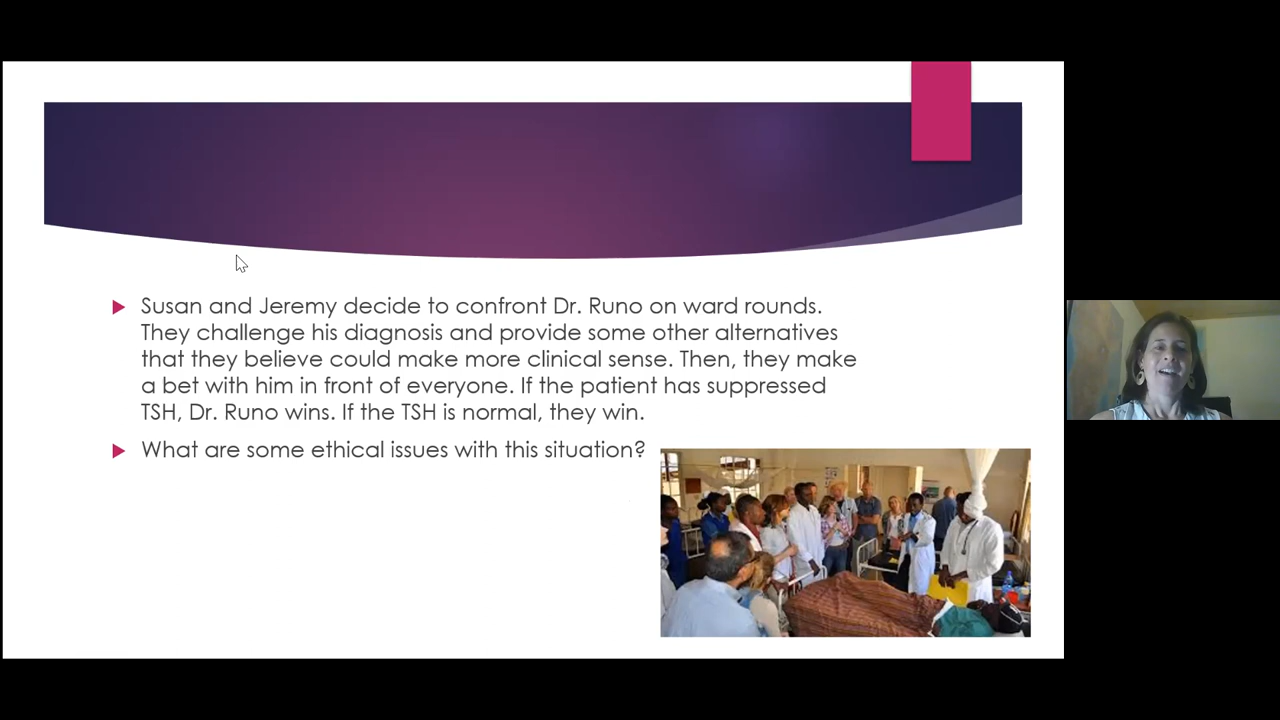 Susan and Jeremy decide to confront Dr. Runo on ward rounds.
They challenge his diagnosis and provide some other alternatives
that they believe could make more clinical sense. Then, they make
a bet with him in front of everyone. If the patient has suppressed
TSH, Dr. Runo wins. If the TSH is normal, they win.
What are some ethical issues with this situation?